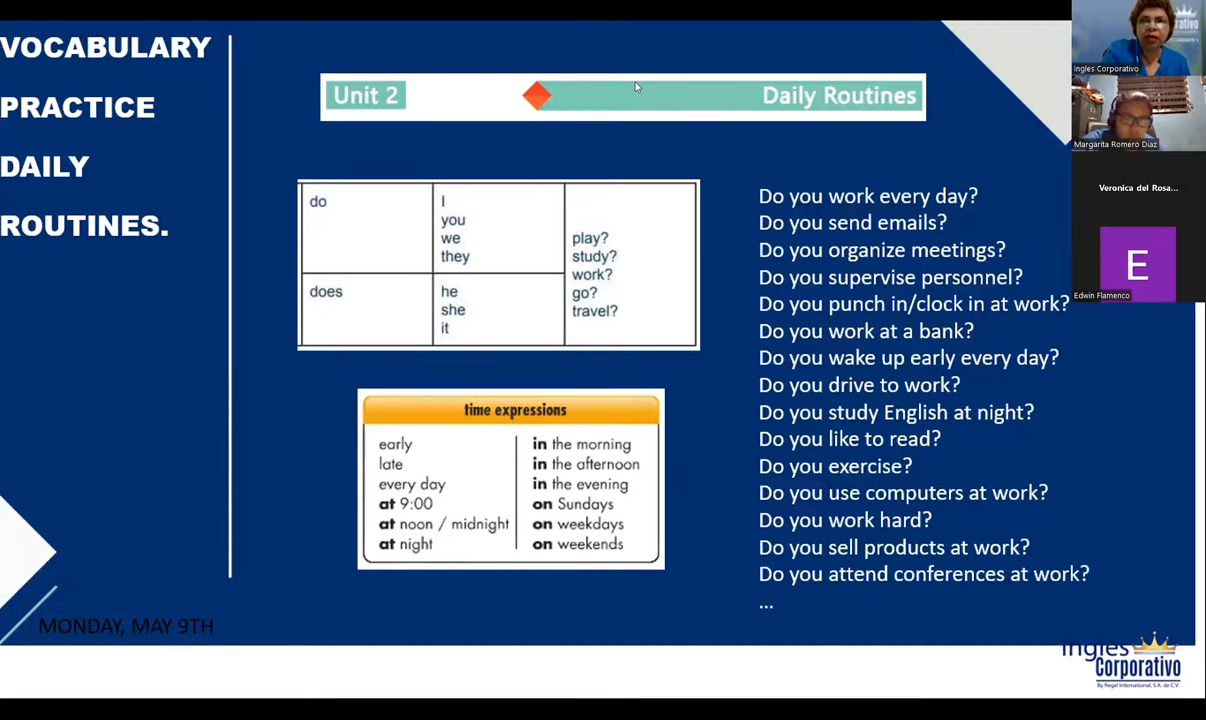 VOCABULARY
PRACTICE
DAILY
ROUTINES.
Unit 2
Daily Routines
do
I
you
we
they
does
he
she
it
play?
study?
work?
go?
travel?
time expressions
early
late
every day
at 9:00
at noon / midnight
at night
in the morning
in the afternoon
in the evening
on Sundays
on weekdays
on weekends
Do you work every day?
Do you send emails?
Do you organize meetings?
Do you supervise personnel?
Do you punch in/clock in at work?
Do you work at a bank?
Do you wake up early every day?
Do you drive to work?
Do you study English at night?
Do you like to read?
Do you exercise?
Do you use computers at work?
Do you work hard?
Do you sell products at work?
Do you attend conferences at work?
...
MONDAY, MAY 9TH
Ingles
Corporativo
By Regal International, S.A. de C.V.
Ingles Corporativo
Margarita Romero Diaz
Veronica del Rosa...
E
Edwin Flamenco